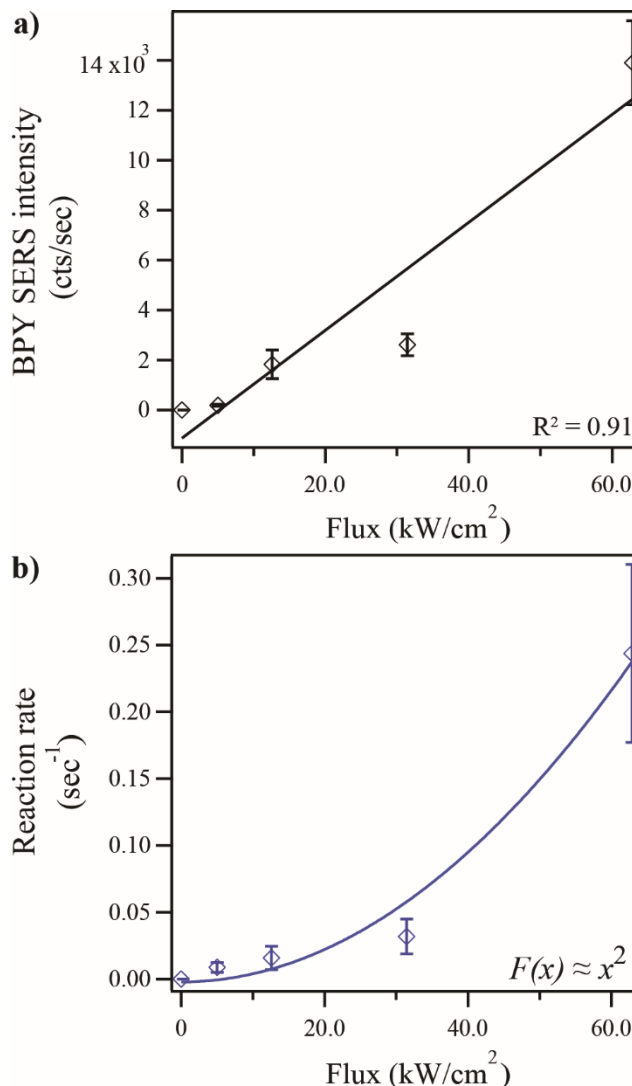 a)
BPY SERS intensity
(cts/sec)
14 x10³
12
10
8
6
4
2
0
R² = 0.91
0
20.0
40.0
60.0
Flux (kW/cm²)
b)
Reaction rate
(sec⁻¹)
0.30
0.25
0.20
0.15
0.10
0.05
0.00
F(x) ≈ x²
0
20.0
40.0
60.0
Flux (kW/cm²)